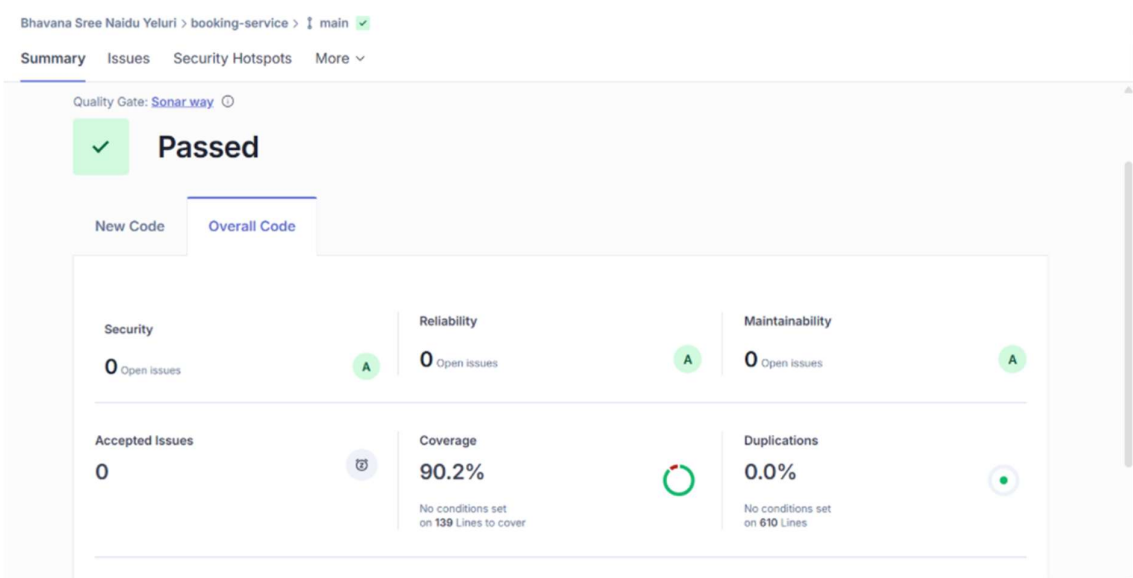 Bhavana Sree Naidu Yeluri > booking-service > main
Summary Issues Security Hotspots More
Quality Gate: Sonar way
Passed
New Code Overall Code
Security
0 Open issues A
Reliability
0 Open issues A
Maintainability
0 Open issues A
Accepted Issues
0
Coverage
90.2%
No conditions set
on 139 Lines to cover
Duplications
0.0%
No conditions set
on 610 Lines